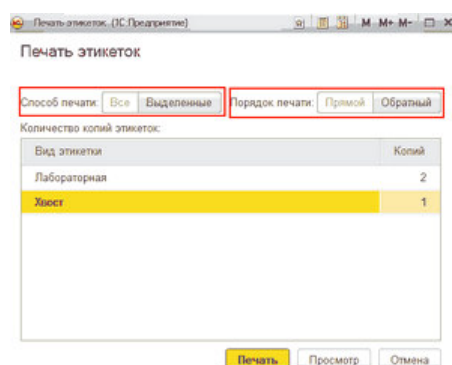 Печать этикеток. (1С:Предприятие) M M+ M-
Печать этикеток
Способ печати: Все Выделенные Порядок печати: Прямой Обратный
Количество копий этикеток:
Вид этикетки Копий
Лабораторная 2
Хвост 1
Печать Просмотр Отмена